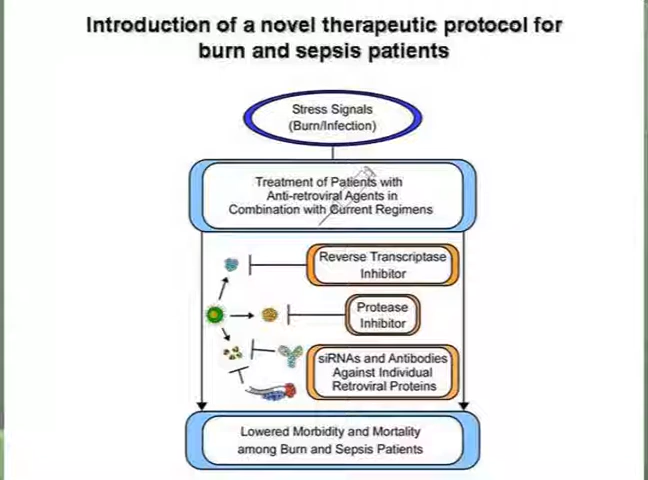 Introduction of a novel therapeutic protocol for
burn and sepsis patients
Stress Signals
(Burn/Infection)
Treatment of Patients with
Anti-retroviral Agents in
Combination with Current Regimens
Reverse Transcriptase
Inhibitor
Protease
Inhibitor
siRNAs and Antibodies
Against Individual
Retroviral Proteins
Lowered Morbidity and Mortality
among Burn and Sepsis Patients